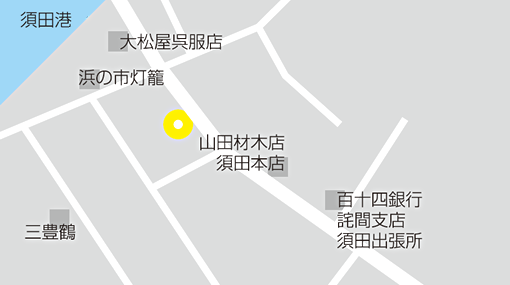 須田港
大松屋呉服店
浜の市灯籠
山田材木店
須田本店
百十四銀行
詫間支店
須田出張所
三豊鶴